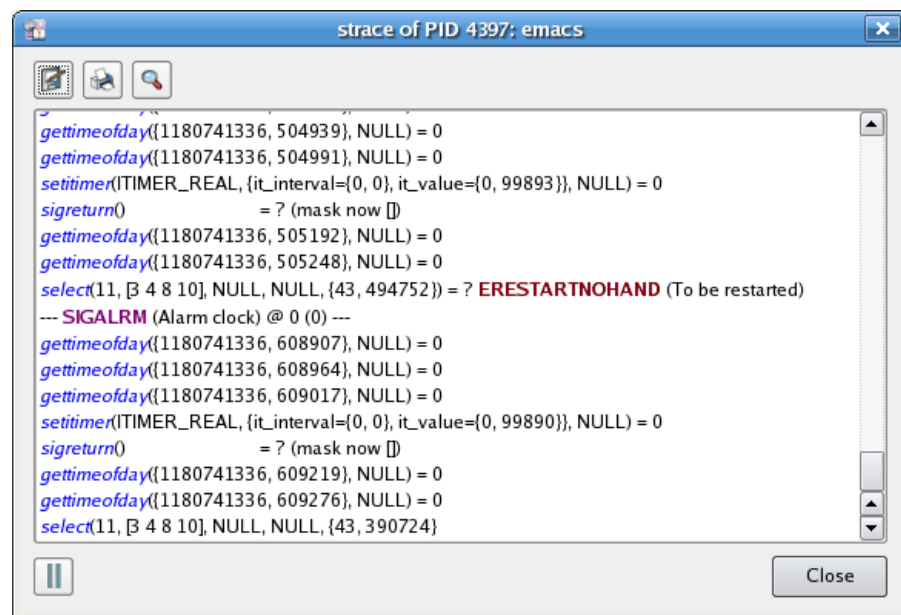 strace of PID 4397: emacs
gettimeofday({1180741336, 504939}, NULL) = 0
gettimeofday({1180741336, 504991}, NULL) = 0
setitimer(ITIMER_REAL, {it_interval={0, 0}, it_value={0, 99893}}, NULL) = 0
sigreturn() = ? (mask now [])
gettimeofday({1180741336, 505192}, NULL) = 0
gettimeofday({1180741336, 505248}, NULL) = 0
select(11, [3 4 8 10], NULL, NULL, {43, 494752}) = ? ERESTARTNOHAND (To be restarted)
--- SIGALRM (Alarm clock) @ 0 (0) ---
gettimeofday({1180741336, 608907}, NULL) = 0
gettimeofday({1180741336, 608964}, NULL) = 0
gettimeofday({1180741336, 609017}, NULL) = 0
setitimer(ITIMER_REAL, {it_interval={0, 0}, it_value={0, 99890}}, NULL) = 0
sigreturn() = ? (mask now [])
gettimeofday({1180741336, 609219}, NULL) = 0
gettimeofday({1180741336, 609276}, NULL) = 0
select(11, [3 4 8 10], NULL, NULL, {43, 390724}
Close